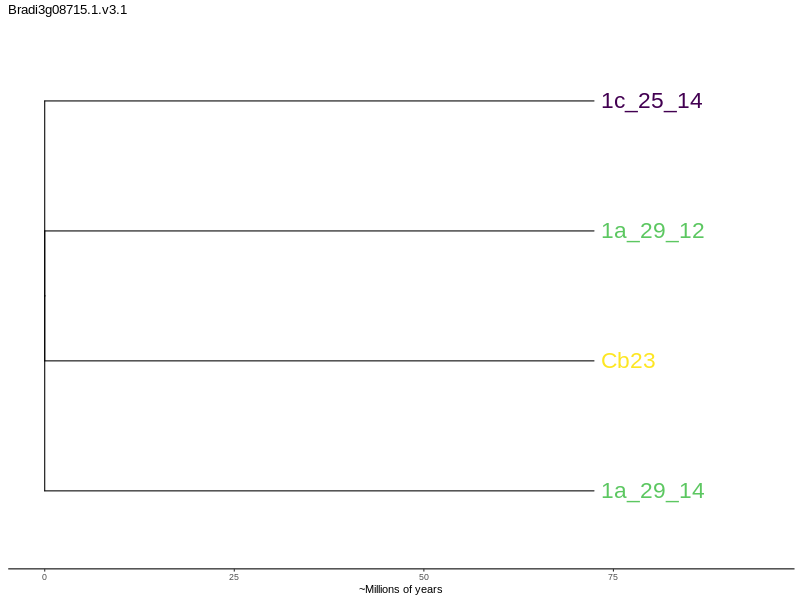 Bradi3g08715.1.v3.1
1c_25_14
1a_29_12
Cb23
1a_29_14
0 25 50 75
~Millions of years